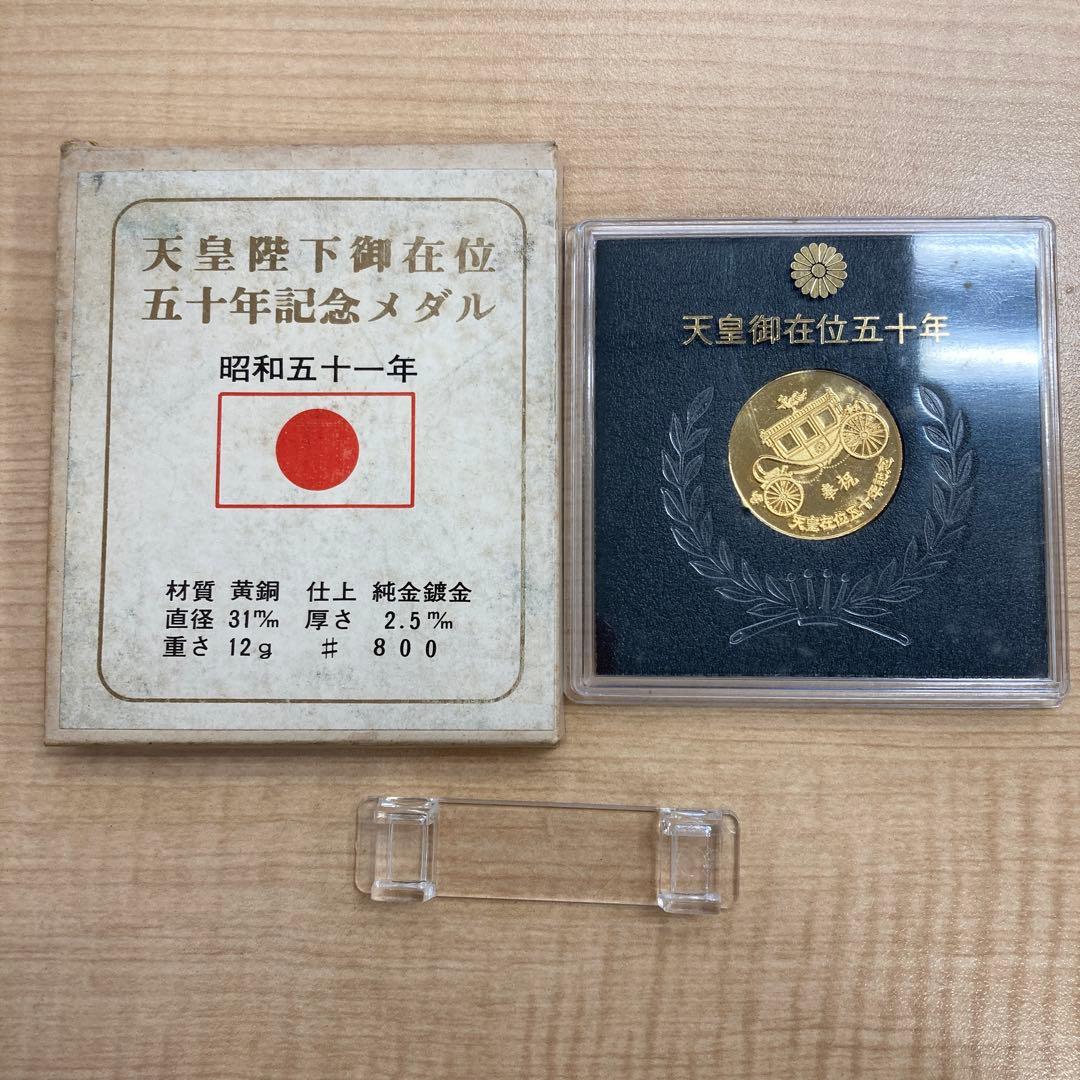 天皇陛下御在位
五十年記念メダル
昭和五十一年
材質 黄銅 仕上 純金鍍金
直径 31m/m 厚さ 2.5m/m
重さ 12g # 800
天皇御在位五十年
奉祝
天皇在位五十年記念